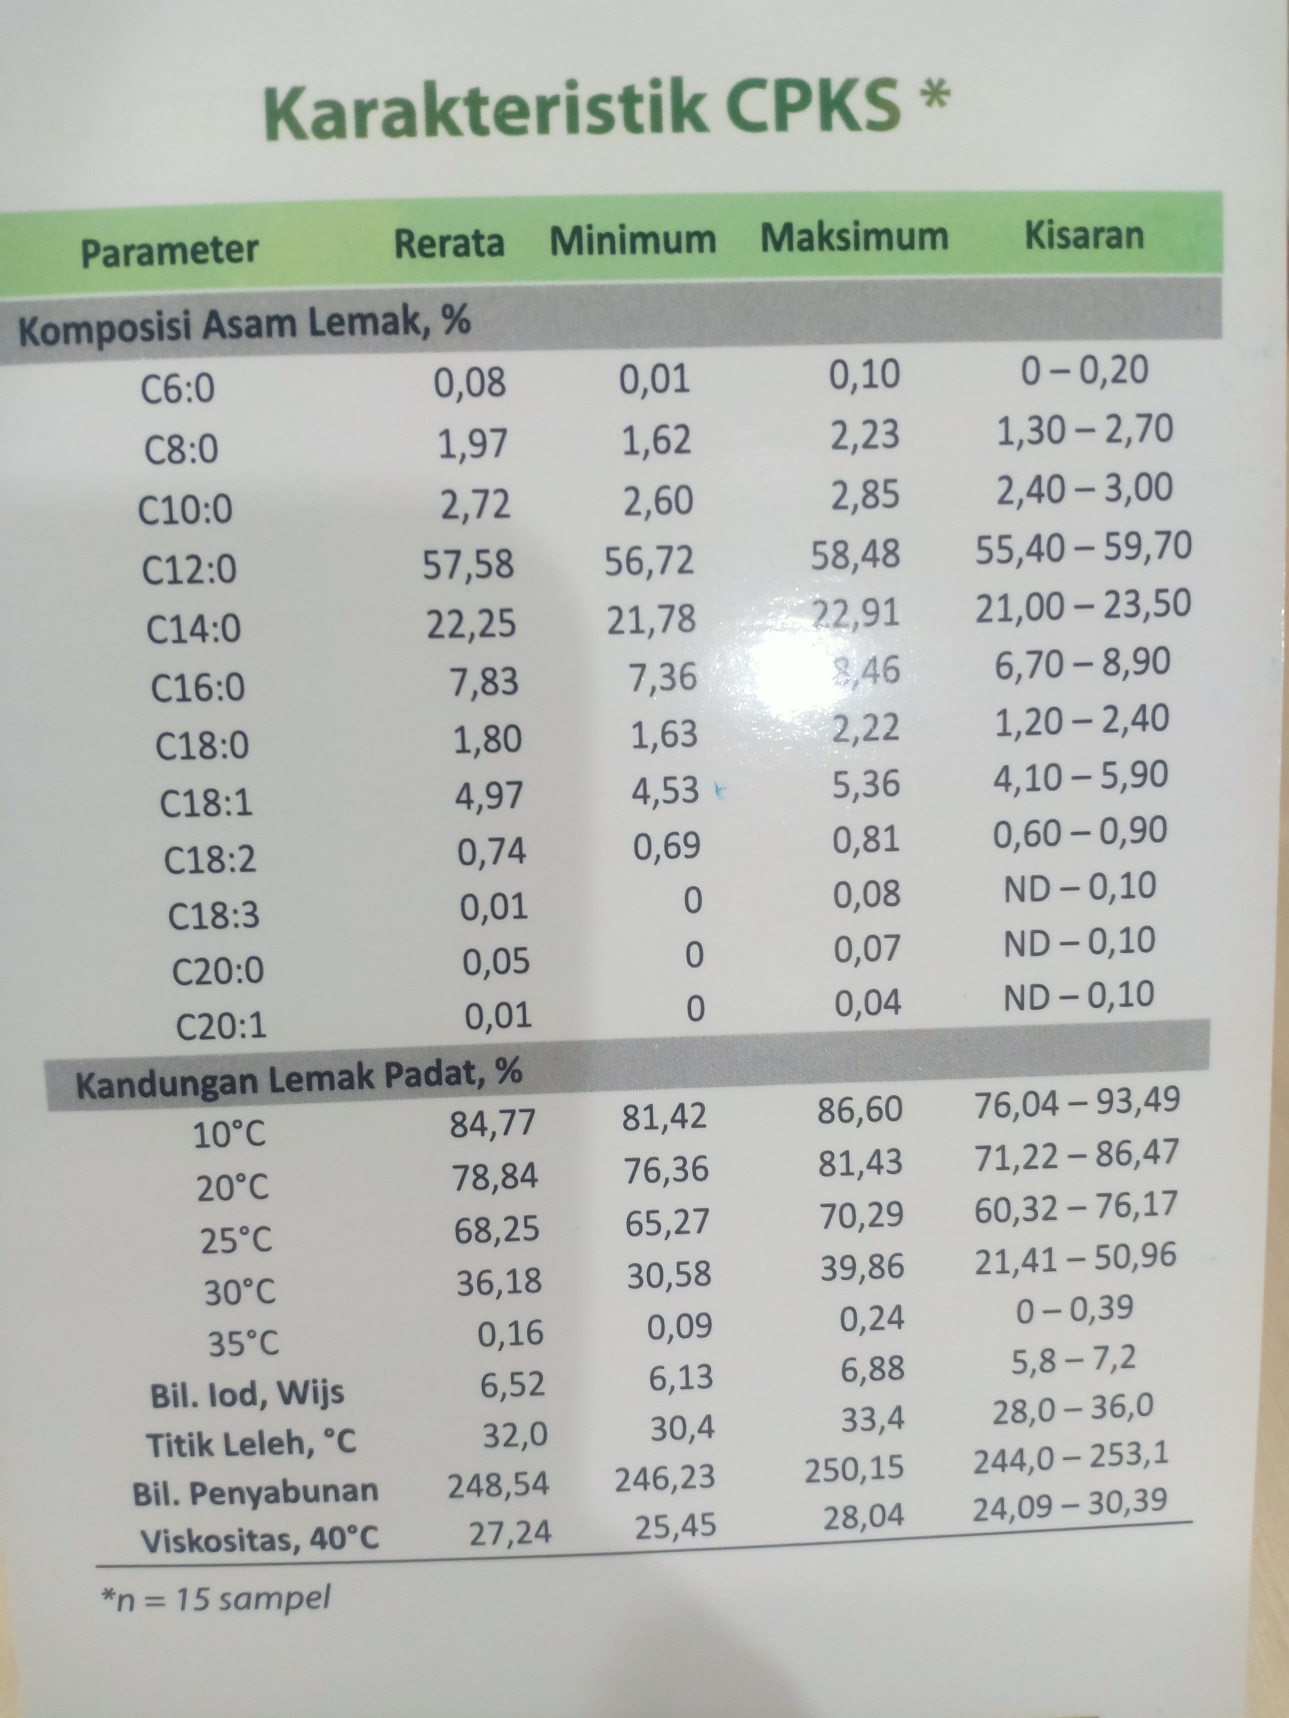 Karakteristik CPKS *
Parameter Rerata Minimum Maksimum Kisaran
Komposisi Asam Lemak, %
C6:0 0,08 0,01 0,10 0 – 0,20
C8:0 1,97 1,62 2,23 1,30 – 2,70
C10:0 2,72 2,60 2,85 2,40 – 3,00
C12:0 57,58 56,72 58,48 55,40 – 59,70
C14:0 22,25 21,78 22,91 21,00 – 23,50
C16:0 7,83 7,36 8,46 6,70 – 8,90
C18:0 1,80 1,63 2,22 1,20 – 2,40
C18:1 4,97 4,53 5,36 4,10 – 5,90
C18:2 0,74 0,69 0,81 0,60 – 0,90
C18:3 0,01 0 0,08 ND – 0,10
C20:0 0,05 0 0,07 ND – 0,10
C20:1 0,01 0 0,04 ND – 0,10
Kandungan Lemak Padat, %
10°C 84,77 81,42 86,60 76,04 – 93,49
20°C 78,84 76,36 81,43 71,22 – 86,47
25°C 68,25 65,27 70,29 60,32 – 76,17
30°C 36,18 30,58 39,86 21,41 – 50,96
35°C 0,16 0,09 0,24 0 – 0,39
Bil. Iod, Wijs 6,52 6,13 6,88 5,8 – 7,2
Titik Leleh, °C 32,0 30,4 33,4 28,0 – 36,0
Bil. Penyabunan 248,54 246,23 250,15 244,0 – 253,1
Viskositas, 40°C 27,24 25,45 28,04 24,09 – 30,39
*n = 15 sampel